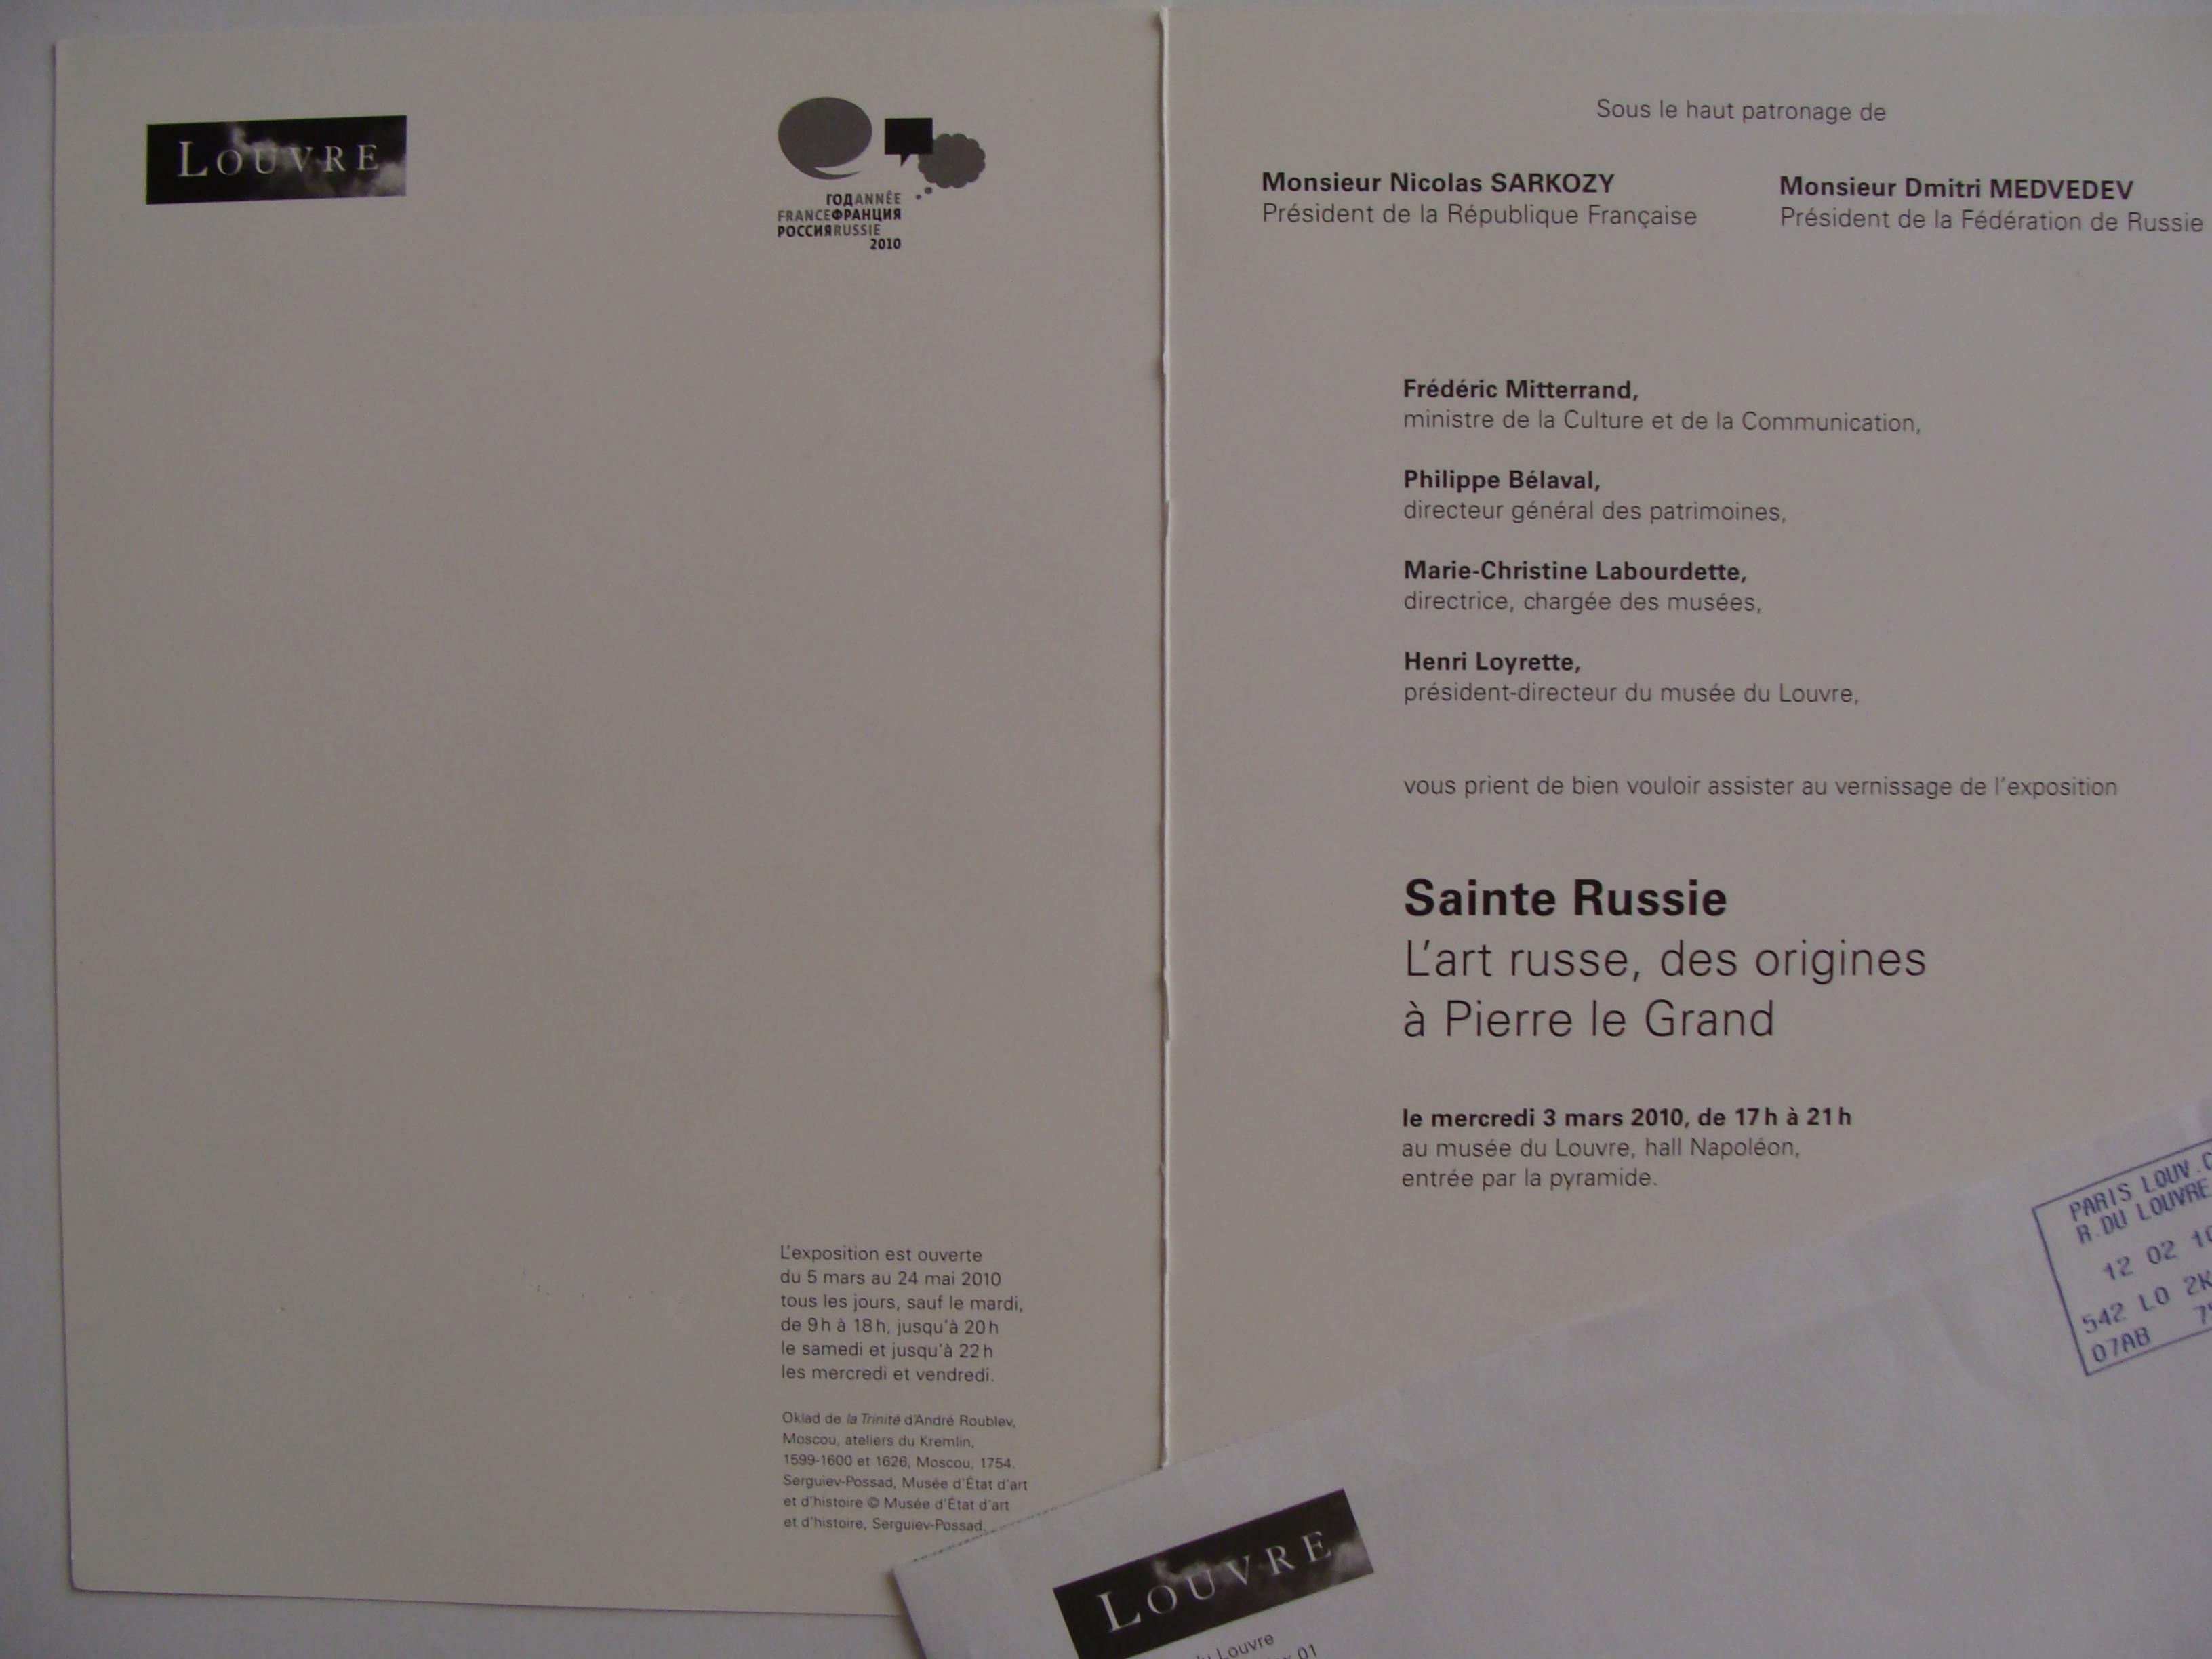 LOUVRE
ГОДANNÉE
FRANCEФРАНЦИЯ
РОССИЯRUSSIE
2010
L'exposition est ouverte
du 5 mars au 24 mai 2010
tous les jours, sauf le mardi,
de 9h à 18h, jusqu'à 20h
le samedi et jusqu'à 22h
les mercredi et vendredi.
Oklad de la Trinité d'André Roublev,
Moscou, ateliers du Kremlin,
1599-1600 et 1626, Moscou, 1754.
Serguiev-Possad, Musée d'État d'art
et d'histoire © Musée d'État d'art
et d'histoire, Serguiev-Possad.
Sous le haut patronage de
Monsieur Nicolas SARKOZY
Président de la République Française
Monsieur Dmitri MEDVEDEV
Président de la Fédération de Russie
Frédéric Mitterrand,
ministre de la Culture et de la Communication,
Philippe Bélaval,
directeur général des patrimoines,
Marie-Christine Labourdette,
directrice, chargée des musées,
Henri Loyrette,
président-directeur du musée du Louvre,
vous prient de bien vouloir assister au vernissage de l'exposition
Sainte Russie
L'art russe, des origines
à Pierre le Grand
le mercredi 3 mars 2010, de 17h à 21h
au musée du Louvre, hall Napoléon,
entrée par la pyramide.
PARIS LOUV.
R.DU LOUVRE
12 02 10
542 L0 2K
07AB
LOUVRE
du Louvre
01